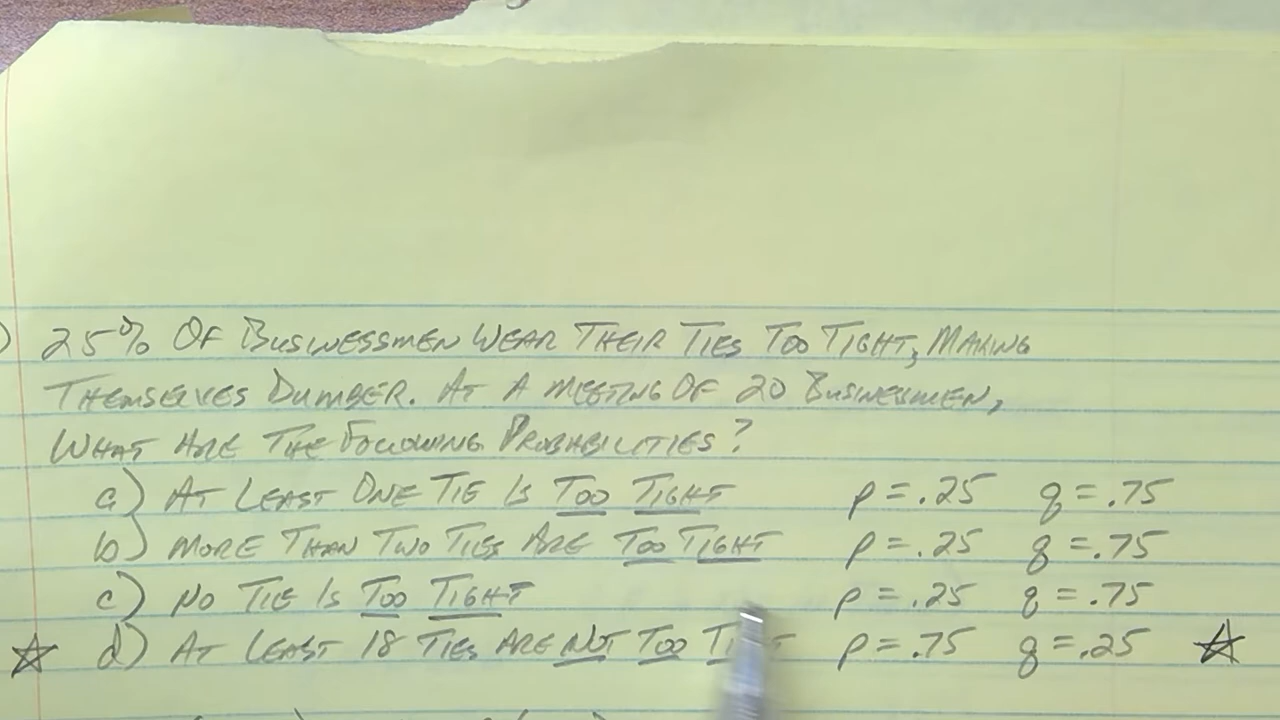 ) 25% OF BUSINESSMEN WEAR THEIR TIES TOO TIGHT, MAKING
THEMSELVES DUMBER. AT A MEETING OF 20 BUSINESSMEN,
WHAT ARE THE FOLLOWING PROBABILITIES?
a) AT LEAST ONE TIE IS TOO TIGHT p = .25 q = .75
b) MORE THAN TWO TIES ARE TOO TIGHT p = .25 q = .75
c) NO TIE IS TOO TIGHT p = .25 q = .75
☆ d) AT LEAST 18 TIES ARE NOT TOO p = .75 q = .25 ☆